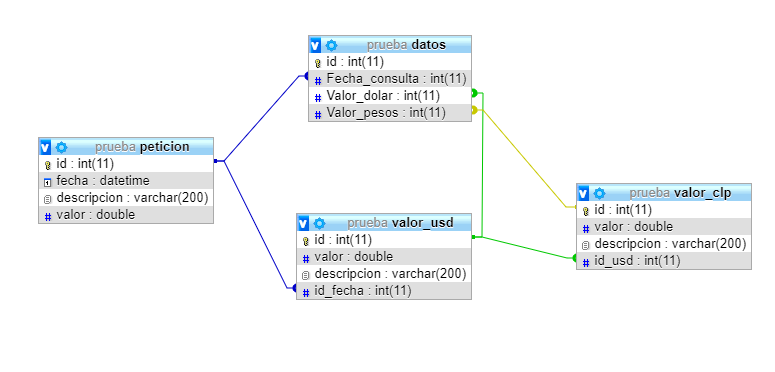 prueba datos
id : int(11)
Fecha_consulta : int(11)
Valor_dolar : int(11)
Valor_pesos : int(11)
prueba peticion
id : int(11)
fecha : datetime
descripcion : varchar(200)
valor : double
prueba valor_usd
id : int(11)
valor : double
descripcion : varchar(200)
id_fecha : int(11)
prueba valor_clp
id : int(11)
valor : double
descripcion : varchar(200)
id_usd : int(11)